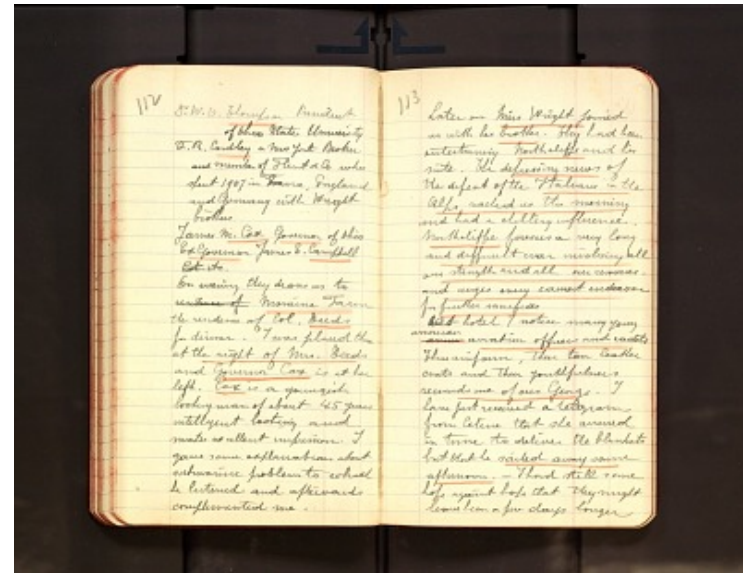 112
Dr. W. O. Thompson President
of Ohio State University
F. R. Cordley a New York Broker
and member of Flint & Co who
spent 1907 in France, England
and Germany with Wright
brothers
James M. Cox Governor of Ohio
Ex Governor James E. Campbell
In evening they drove us to
Moraine Farm
the residence of Col. Deeds
for dinner. I was placed then
at the right of Mrs. Deeds
and Governor Cox is at her
left. Cox is a youngish
looking man of about 45 years
intelligent looking and
makes excellent impression. I
gave some explanations about
submarine problem to which
he listened and afterwards
complimented me.
113
Later on Miss Wright joined
us with her brother. They had been
entertaining Northcliffe and his
suite. The depressing news of
the defeat of the Italians in the
Alps, reached us this morning
and had a chilling influence.
Northcliffe foresees a very long
and difficult war involving all
our strength and all our resources
and urges every earnest endeavor
for further sacrifices
hotel I notice many young
american
aviation officers and cadets
Their uniform, their tan leather
coats and their youthfulness
reminds me of our George. I
have just received a telegram
from Celine that she arrived
in time to deliver the blankets
but that he sailed away same
afternoon. – I had still some
hope against hope that they might
leave him a few days longer